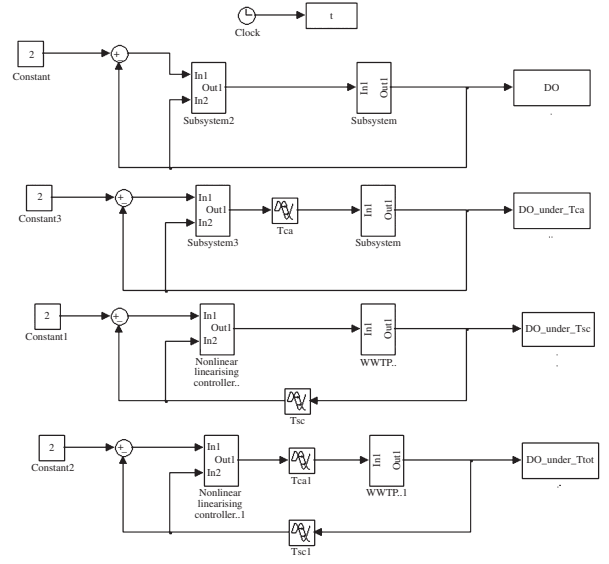 t
Clock
2
Constant
+
−
In1
In2
Out1
Subsystem2
In1
Out1
Subsystem
DO
2
Constant3
+
−
In1
In2
Out1
Subsystem3
Tca
In1
Out1
Subsystem
DO_under_Tca
2
Constant1
+
−
In1
In2
Out1
Nonlinear
linearising
controller..
In1
Out1
WWTP..
DO_under_Tsc
Tsc
2
Constant2
+
−
In1
In2
Out1
Nonlinear
linearising
controller..1
Tca1
In1
Out1
WWTP..1
DO_under_Ttot
Tsc1